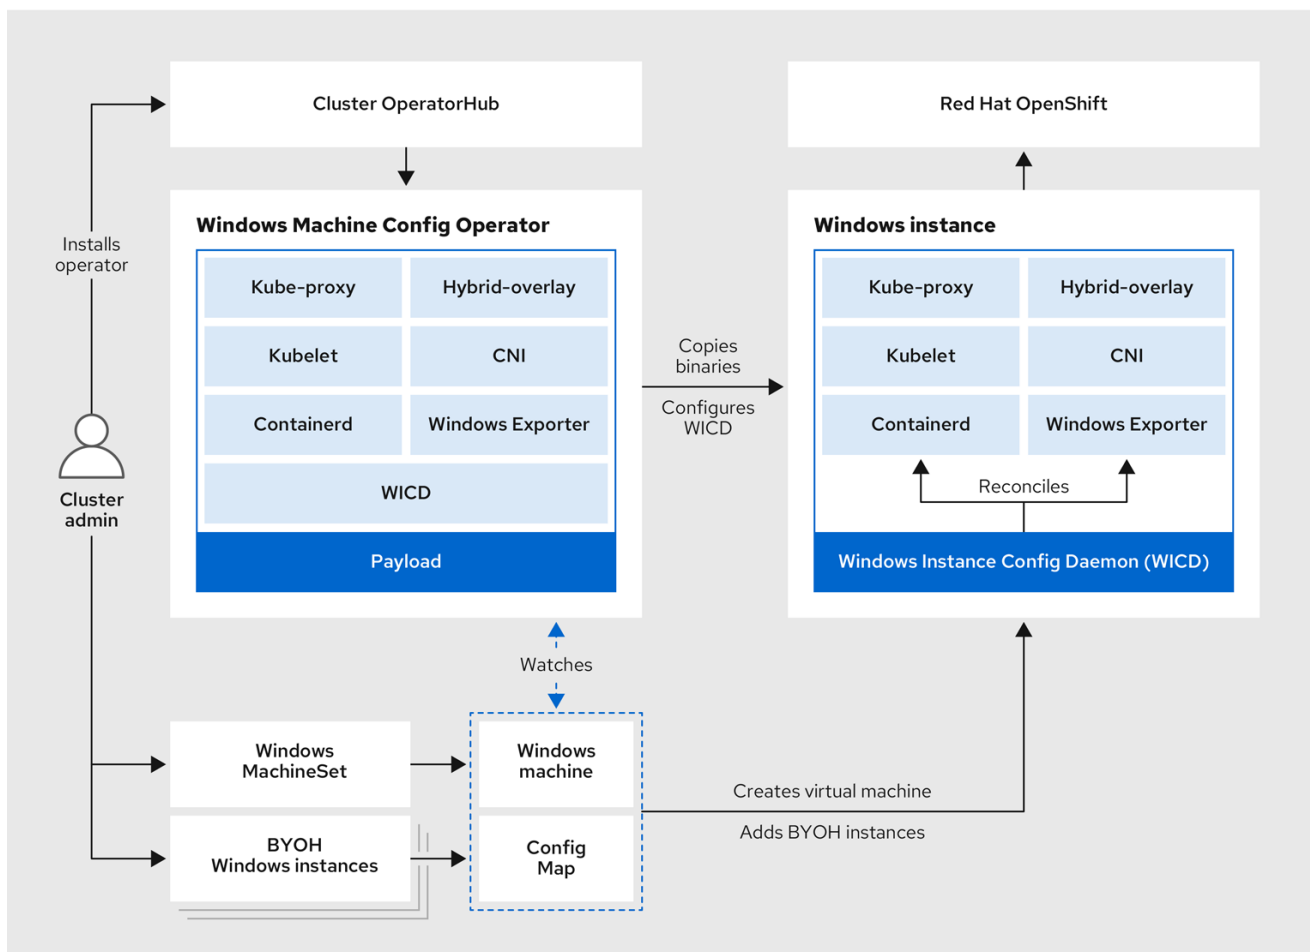 Cluster OperatorHub
Red Hat OpenShift
Installs
operator
Cluster
admin
Windows Machine Config Operator
Kube-proxy
Hybrid-overlay
Kubelet
CNI
Containerd
Windows Exporter
WICD
Payload
Copies
binaries
Configures
WICD
Windows instance
Kube-proxy
Hybrid-overlay
Kubelet
CNI
Containerd
Windows Exporter
Reconciles
Windows Instance Config Daemon (WICD)
Watches
Windows
MachineSet
Windows
machine
BYOH
Windows instances
Config
Map
Creates virtual machine
Adds BYOH instances